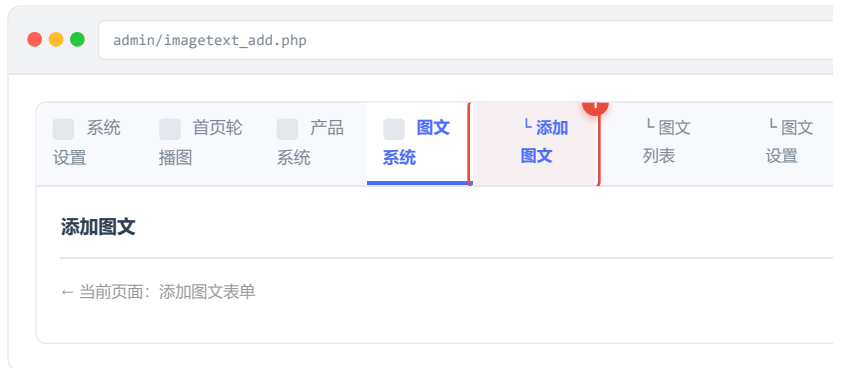 admin/imagetext_add.php
系统
设置
首页轮
播图
产品
系统
图文
系统
└ 添加
图文
└ 图文
列表
└ 图文
设置
添加图文
← 当前页面：添加图文表单